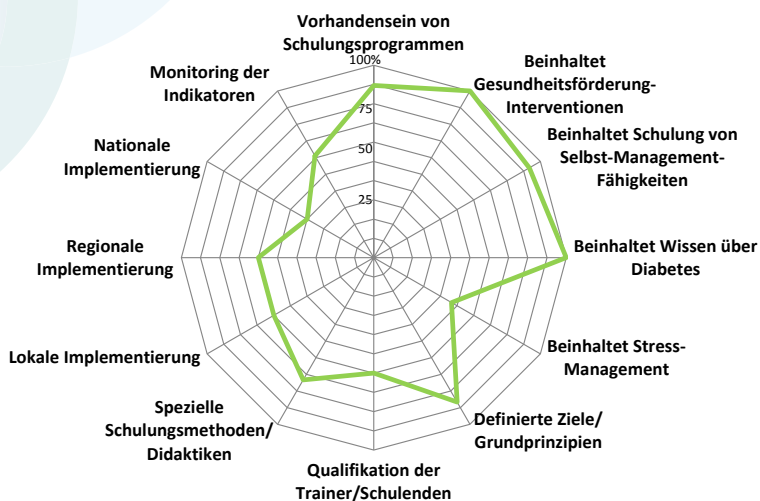 Vorhandensein von
Schulungsprogrammen
100%
75
50
25
Beinhaltet
Gesundheitsförderung-
Interventionen
Beinhaltet Schulung von
Selbst-Management-
Fähigkeiten
Beinhaltet Wissen über
Diabetes
Beinhaltet Stress-
Management
Definierte Ziele/
Grundprinzipien
Qualifikation der
Trainer/Schulenden
Spezielle
Schulungsmethoden/
Didaktiken
Lokale Implementierung
Regionale
Implementierung
Nationale
Implementierung
Monitoring der
Indikatoren